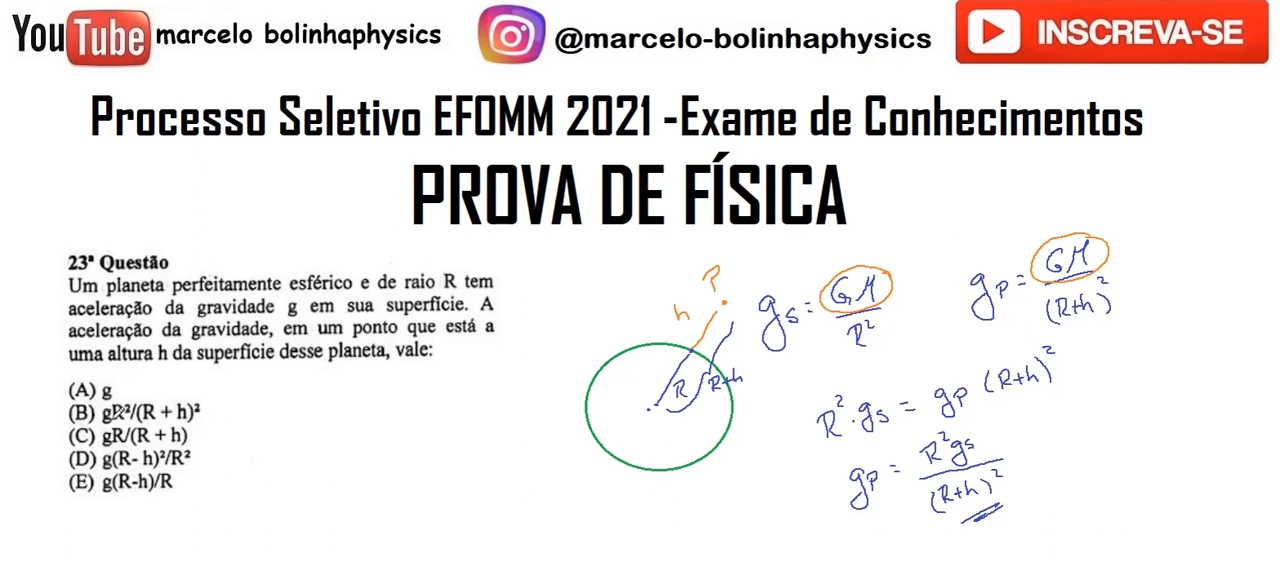 YouTube marcelo bolinhaphysics
@marcelo-bolinhaphysics
INSCREVA-SE
Processo Seletivo EFOMM 2021 -Exame de Conhecimentos
PROVA DE FÍSICA
23ª Questão
Um planeta perfeitamente esférico e de raio R tem
aceleração da gravidade g em sua superfície. A
aceleração da gravidade, em um ponto que está a
uma altura h da superfície desse planeta, vale:
(A) g
(B) gR²/(R + h)²
(C) gR/(R + h)
(D) g(R- h)²/R²
(E) g(R-h)/R
P
h
R
R+h
gs = GM/R²
gp = GM/(R+h)²
R² · gs = gp (R+h)²
gp = R²gs/(R+h)²